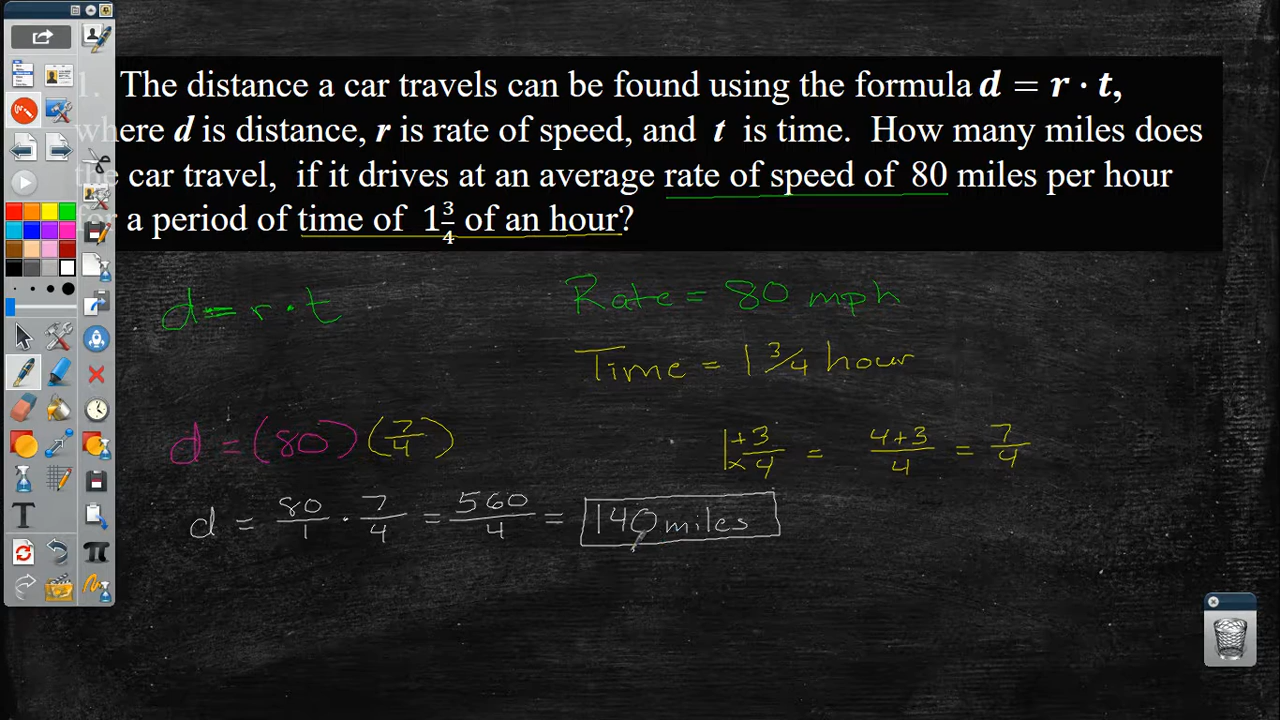 1. The distance a car travels can be found using the formula d = r · t,
where d is distance, r is rate of speed, and t is time. How many miles does
the car travel, if it drives at an average rate of speed of 80 miles per hour
for a period of time of 1 3/4 of an hour?
d = r · t
Rate = 80 mph
Time = 1 3/4 hour
d = (80) (7/4)
1 + 3 / x 4 = 4+3/4 = 7/4
d = 80/1 · 7/4 = 560/4 = 140 miles